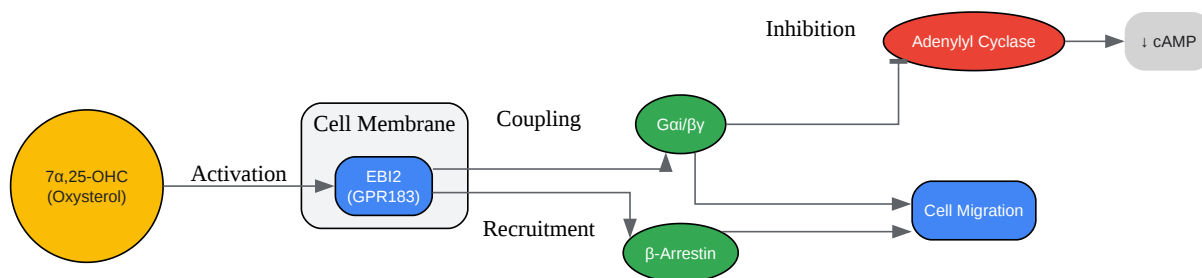 Inhibition
Adenylyl Cyclase
↓ cAMP
Cell Membrane
Coupling
Gαi/βγ
7α,25-OHC
(Oxysterol)
Activation
EBI2
(GPR183)
Recruitment
β-Arrestin
Cell Migration